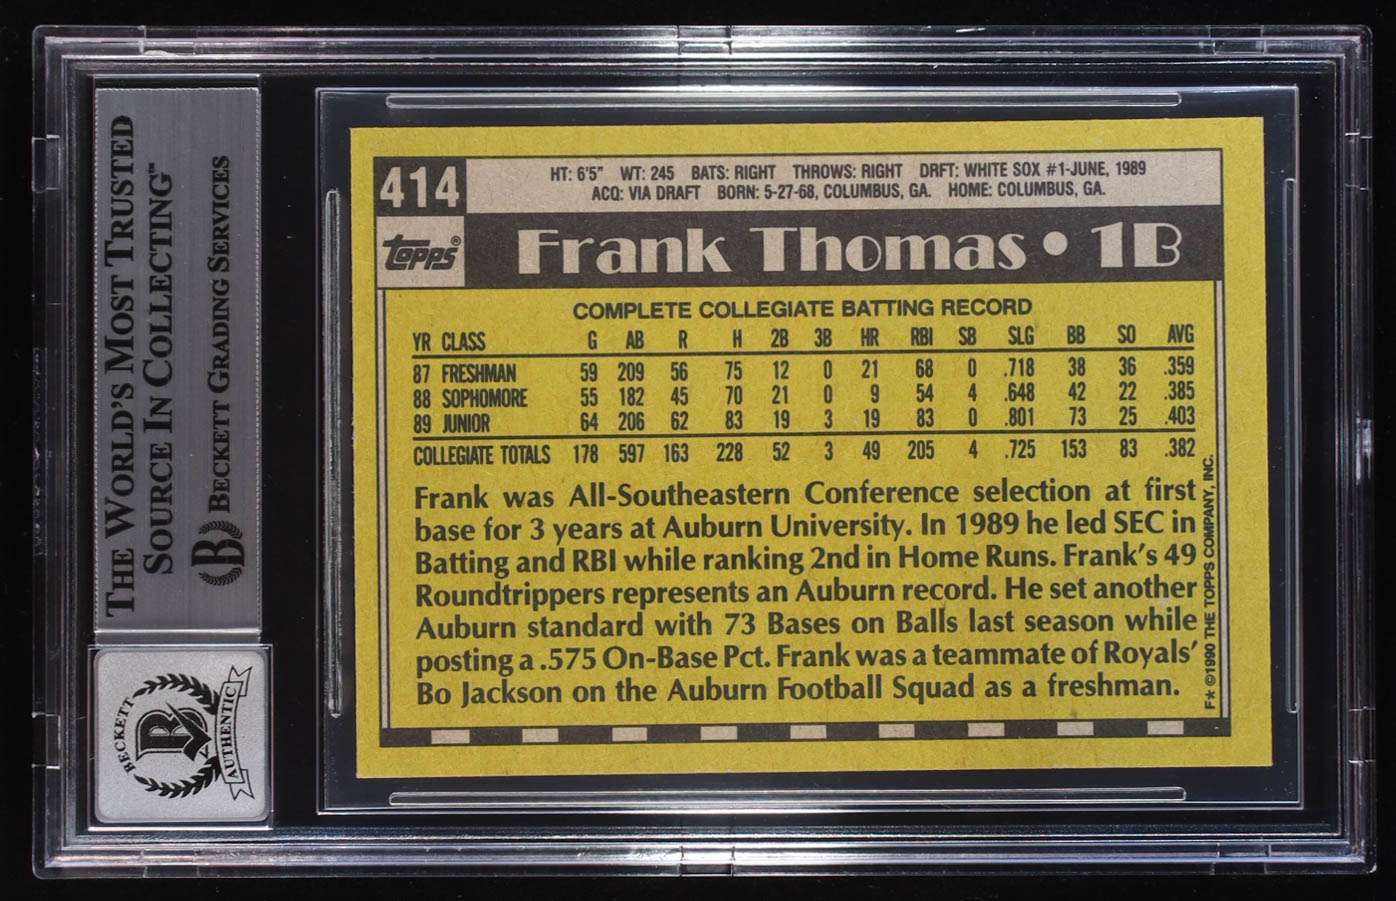 THE WORLD'S MOST TRUSTED
SOURCE IN COLLECTING™
B BECKETT GRADING SERVICES
BECKETT
B
AUTHENTIC
414
HT: 6'5" WT: 245 BATS: RIGHT THROWS: RIGHT DRFT: WHITE SOX #1-JUNE, 1989
ACQ: VIA DRAFT BORN: 5-27-68, COLUMBUS, GA. HOME: COLUMBUS, GA.
topps®
Frank Thomas • 1B
COMPLETE COLLEGIATE BATTING RECORD
YR CLASS G AB R H 2B 3B HR RBI SB SLG BB SO AVG
87 FRESHMAN 59 209 56 75 12 0 21 68 0 .718 38 36 .359
88 SOPHOMORE 55 182 45 70 21 0 9 54 4 .648 42 22 .385
89 JUNIOR 64 206 62 83 19 3 19 83 0 .801 73 25 .403
COLLEGIATE TOTALS 178 597 163 228 52 3 49 205 4 .725 153 83 .382
Frank was All-Southeastern Conference selection at first
base for 3 years at Auburn University. In 1989 he led SEC in
Batting and RBI while ranking 2nd in Home Runs. Frank's 49
Roundtrippers represents an Auburn record. He set another
Auburn standard with 73 Bases on Balls last season while
posting a .575 On-Base Pct. Frank was a teammate of Royals'
Bo Jackson on the Auburn Football Squad as a freshman.
F* ©1990 THE TOPPS COMPANY, INC.